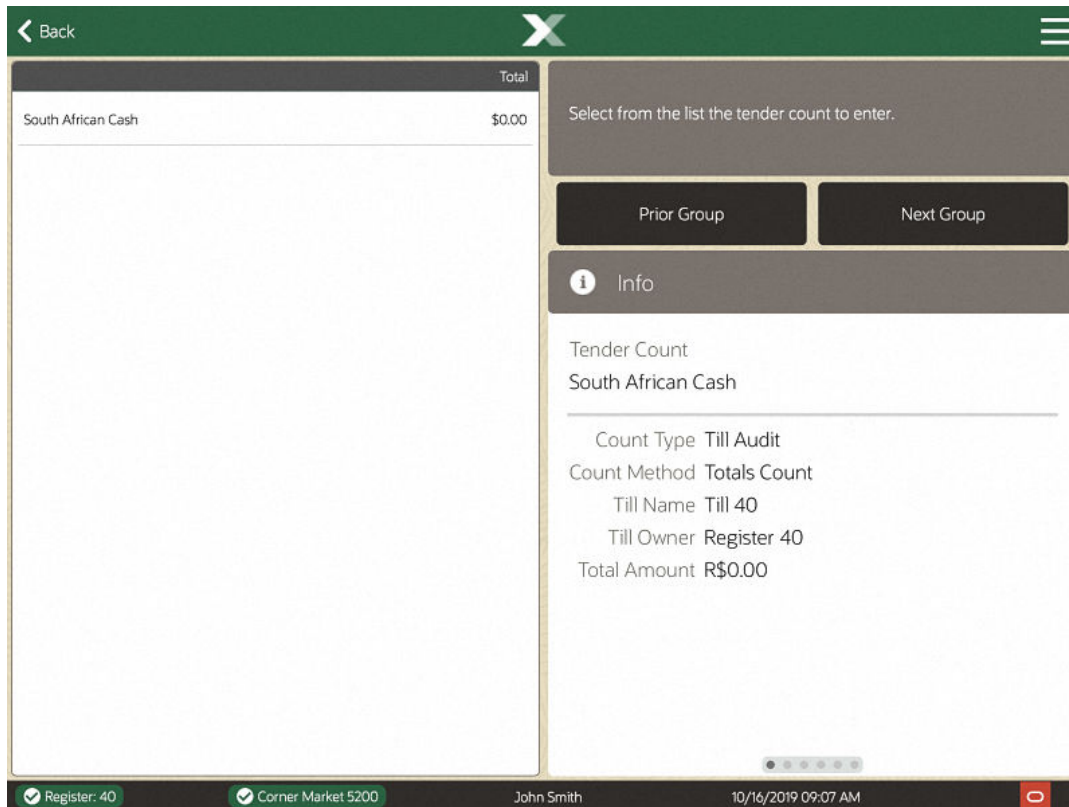 Back
Total
South African Cash $0.00
Select from the list the tender count to enter.
Prior Group Next Group
Info
Tender Count
South African Cash
Count Type Till Audit
Count Method Totals Count
Till Name Till 40
Till Owner Register 40
Total Amount R$0.00
Register: 40 Corner Market 5200 John Smith 10/16/2019 09:07 AM